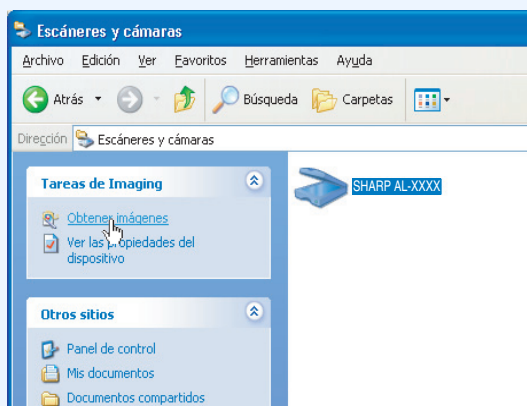 Escáneres y cámaras
Archivo Edición Ver Favoritos Herramientas Ayuda
Atrás Búsqueda Carpetas
Dirección Escáneres y cámaras
Tareas de Imaging
Obtener imágenes
Ver las propiedades del
dispositivo
SHARP AL-XXXX
Otros sitios
Panel de control
Mis documentos
Documentos compartidos